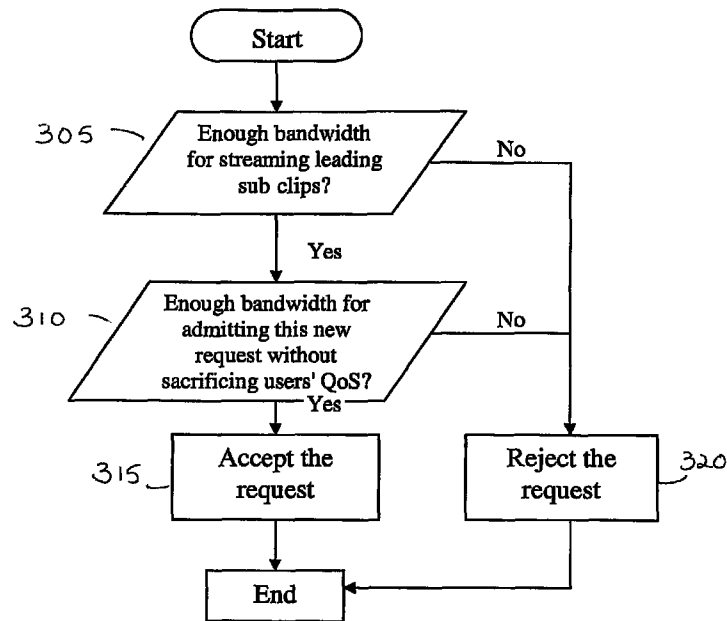 Start
305
Enough bandwidth
for streaming leading
sub clips?
No
Yes
310
Enough bandwidth for
admitting this new
request without
sacrificing users' QoS?
No
Yes
315
Accept the
request
Reject the
request
320
End